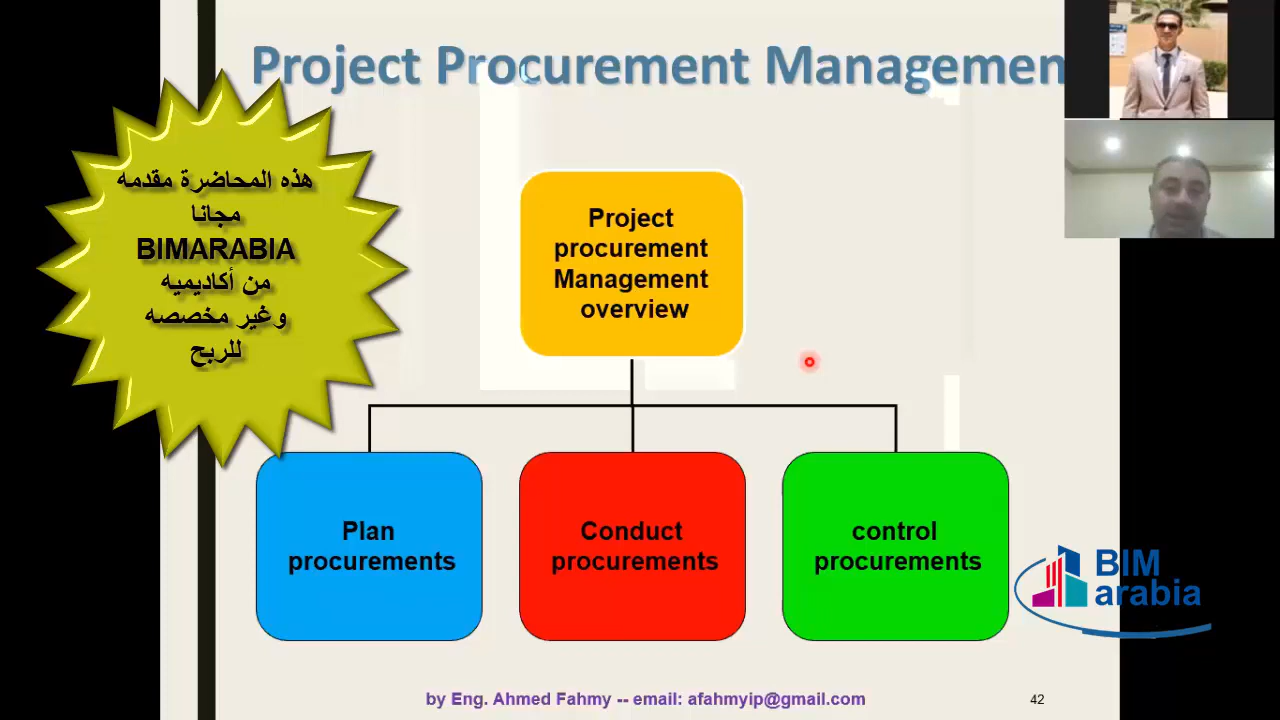 Project Procurement Managemen
هذه المحاضرة مقدمه
مجانا
BIMARABIA
من أكاديميه
وغير مخصصه
للربح
Project
procurement
Management
overview
Plan
procurements
Conduct
procurements
control
procurements
BIM
arabia
by Eng. Ahmed Fahmy -- email: afahmyip@gmail.com
42